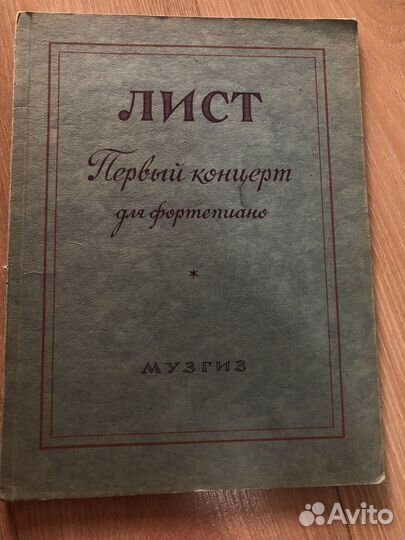 ЛИСТ
Первый концерт
для фортепиано
*
МУЗГИЗ
Avito